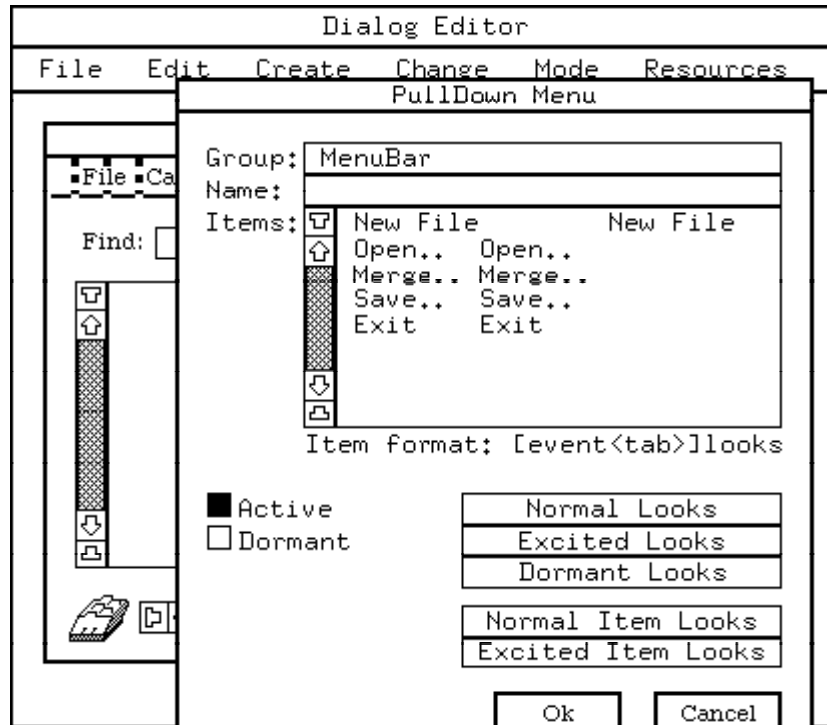 Dialog Editor
File Edit Create Change Mode Resources
PullDown Menu
Group: MenuBar
File Ca
Name:
Items: New File New File
Find:
Open.. Open..
Merge.. Merge..
Save.. Save..
Exit Exit
Item format: [event<tab>]looks
Active
Normal Looks
Dormant
Excited Looks
Dormant Looks
Normal Item Looks
Excited Item Looks
Ok Cancel